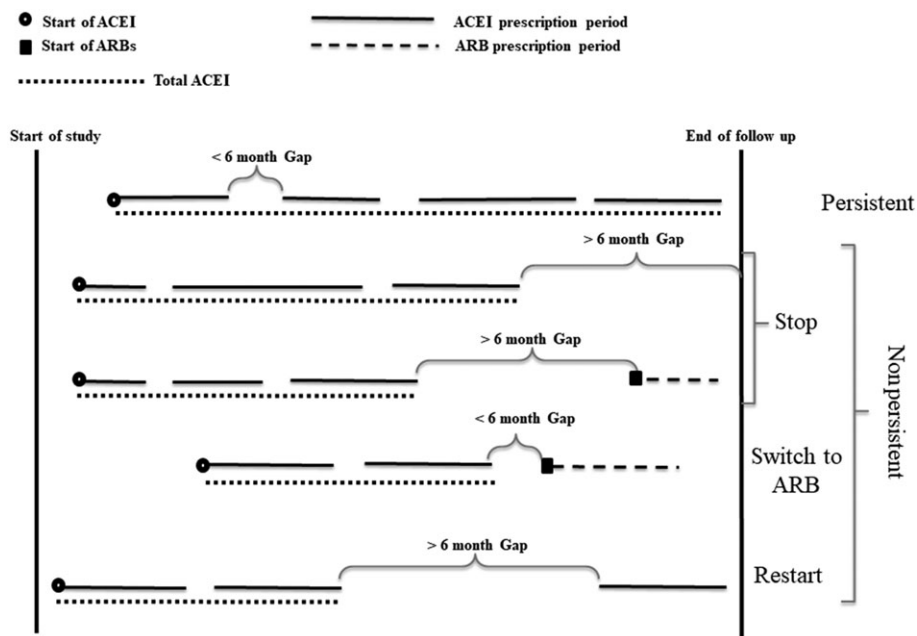 Start of ACEI
ACEI prescription period
Start of ARBs
ARB prescription period
Total ACEI
Start of study
End of follow up
< 6 month Gap
Persistent
> 6 month Gap
Stop
> 6 month Gap
< 6 month Gap
Switch to
ARB
Nonpersistent
> 6 month Gap
Restart